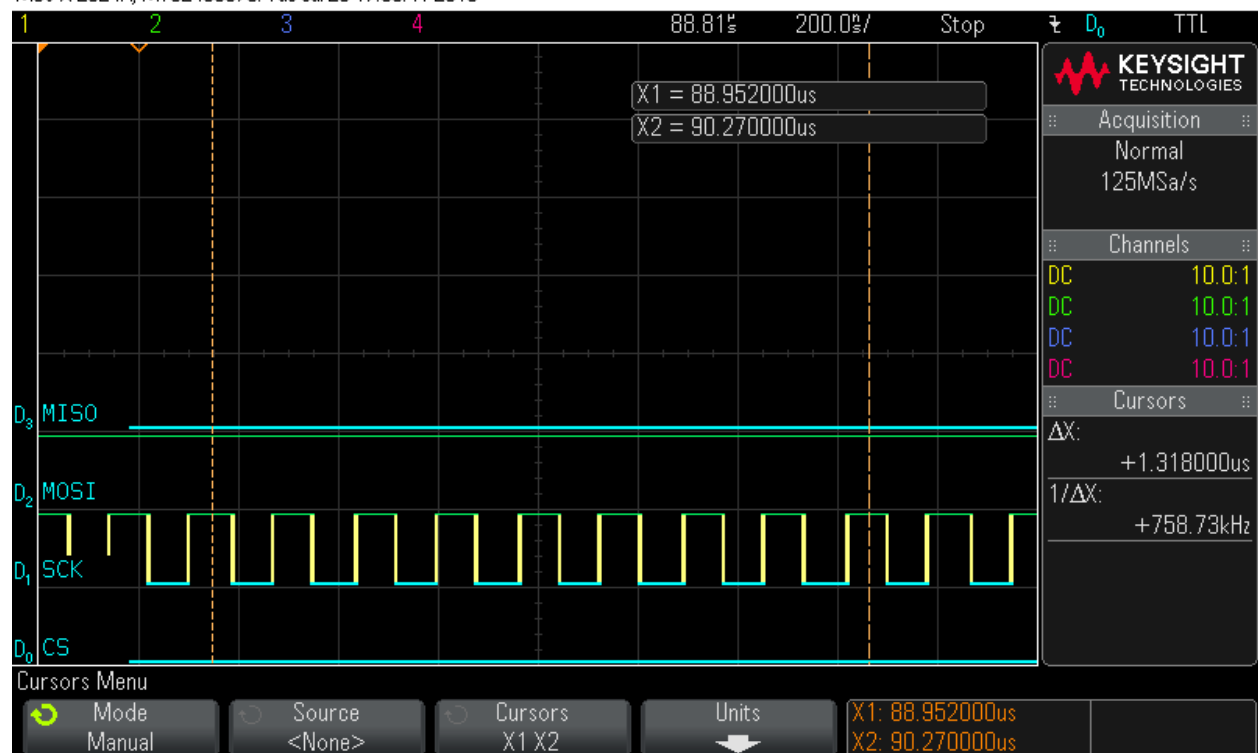 1 2 3 4 88.81us 200.0ns/ Stop D0 TTL
KEYSIGHT
TECHNOLOGIES
Acquisition
Normal
125MSa/s
Channels
DC 10.0:1
DC 10.0:1
DC 10.0:1
DC 10.0:1
Cursors
ΔX:
+1.318000us
1/ΔX:
+758.73kHz
X1 = 88.952000us
X2 = 90.270000us
D3 MISO
D2 MOSI
D1 SCK
D0 CS
Cursors Menu
Mode
Manual
Source
<None>
Cursors
X1 X2
Units
X1: 88.952000us
X2: 90.270000us